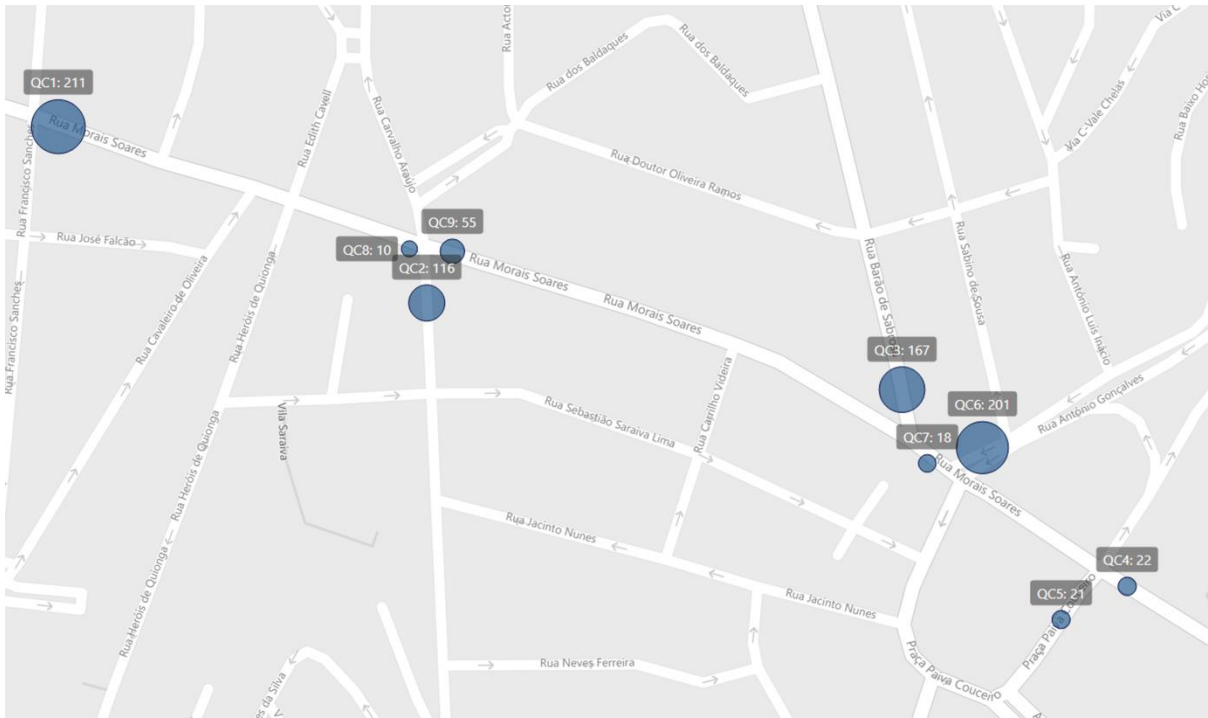 QC1: 211
Rua Morais Soares
Rua Francisco Sanches
Rua Francisco Sanches
Rua José Falcão
Rua Cavaleiro de Oliveira
Rua Edith Cavell
Rua Heróis de Quionga
Rua Heróis de Quionga
Rua Heróis de Quionga
Vila Saraiva
Rua Carvalho Araújo
Rua dos Baldaques
Rua dos Baldaques
Rua Doutor Oliveira Ramos
QC9: 55
QC8: 10
QC2: 116
Rua Morais Soares
Rua Morais Soares
Rua Sebastião Saraiva Lima
Rua Carrilho Videira
Rua Jacinto Nunes
Rua Jacinto Nunes
Rua Neves Ferreira
Rua Barão de
QC3: 167
Rua Sabino de Sousa
Via C-Vale Chelas
Via C
Rua Baixo
Rua António Luís Inácio
Rua António Gonçalves
QC6: 201
QC7: 18
Rua Morais Soares
QC4: 22
QC5: 21
Praça Paiva
Praça Paiva Couceiro